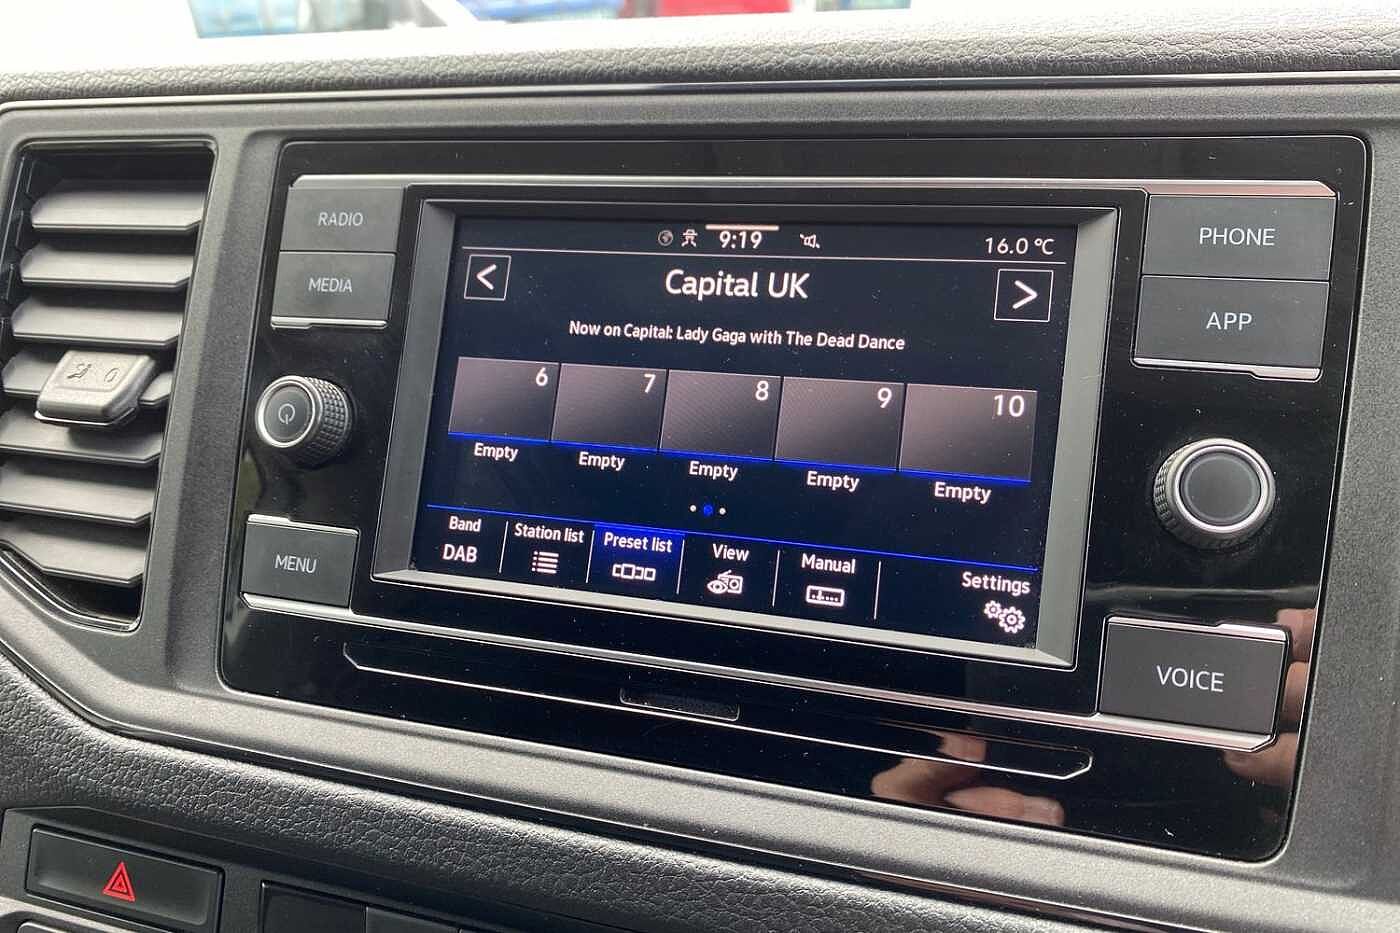 RADIO
MEDIA
MENU
9:19
16.0 °C
<
Capital UK
>
Now on Capital: Lady Gaga with The Dead Dance
6
7
8
9
10
Empty
Empty
Empty
Empty
Empty
Band
DAB
Station list
Preset list
View
Manual
Settings
PHONE
APP
VOICE
0